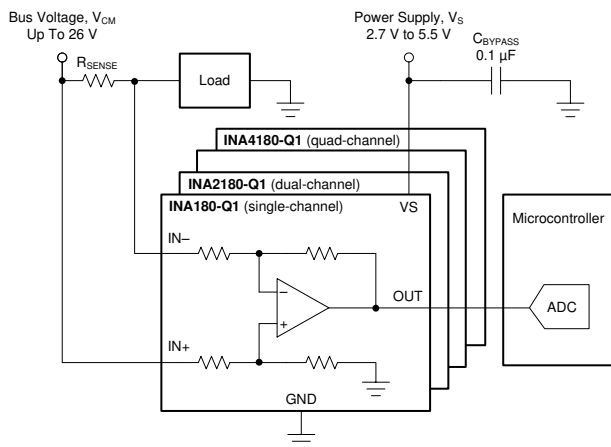 Bus Voltage, V_CM
Up To 26 V
Power Supply, V_S
2.7 V to 5.5 V
C_BYPASS
0.1 µF
R_SENSE
Load
INA4180-Q1 (quad-channel)
INA2180-Q1 (dual-channel)
INA180-Q1 (single-channel)
VS
Microcontroller
IN−
−
OUT
ADC
+
IN+
GND